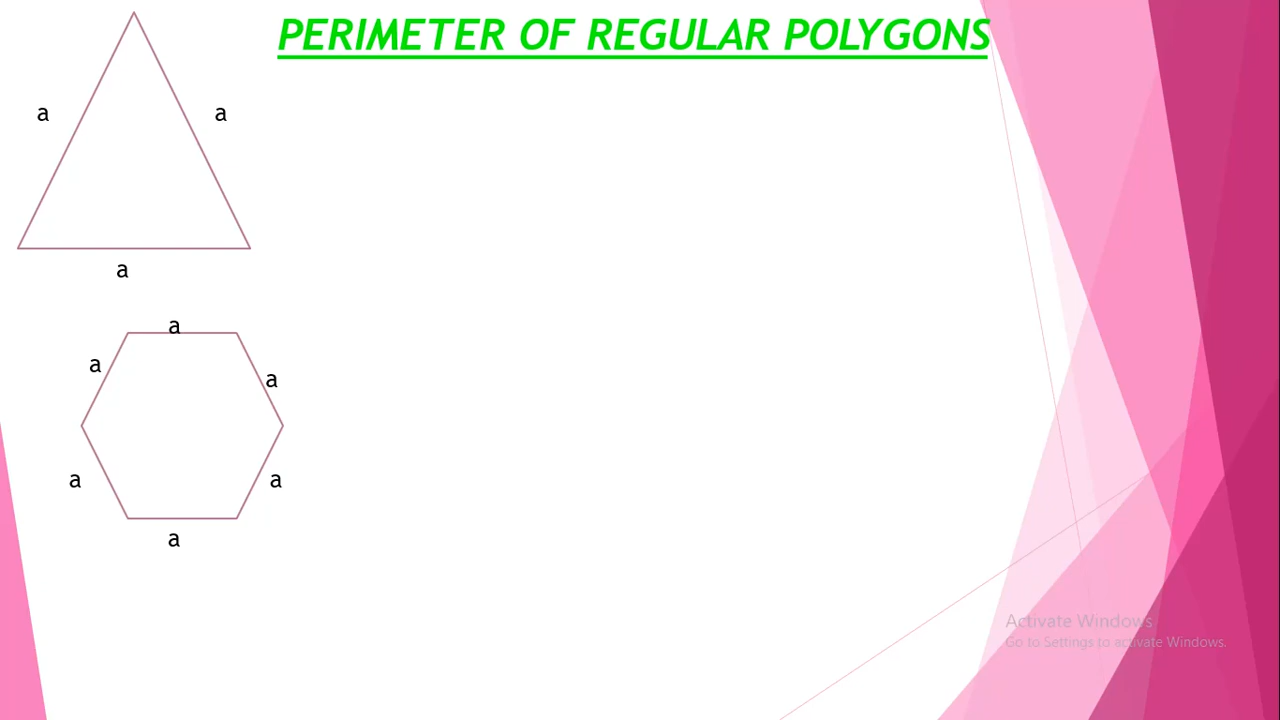 PERIMETER OF REGULAR POLYGONS
a
a
a
a
a
a
a
a
a
Activate Windows
Go to Settings to activate Windows.